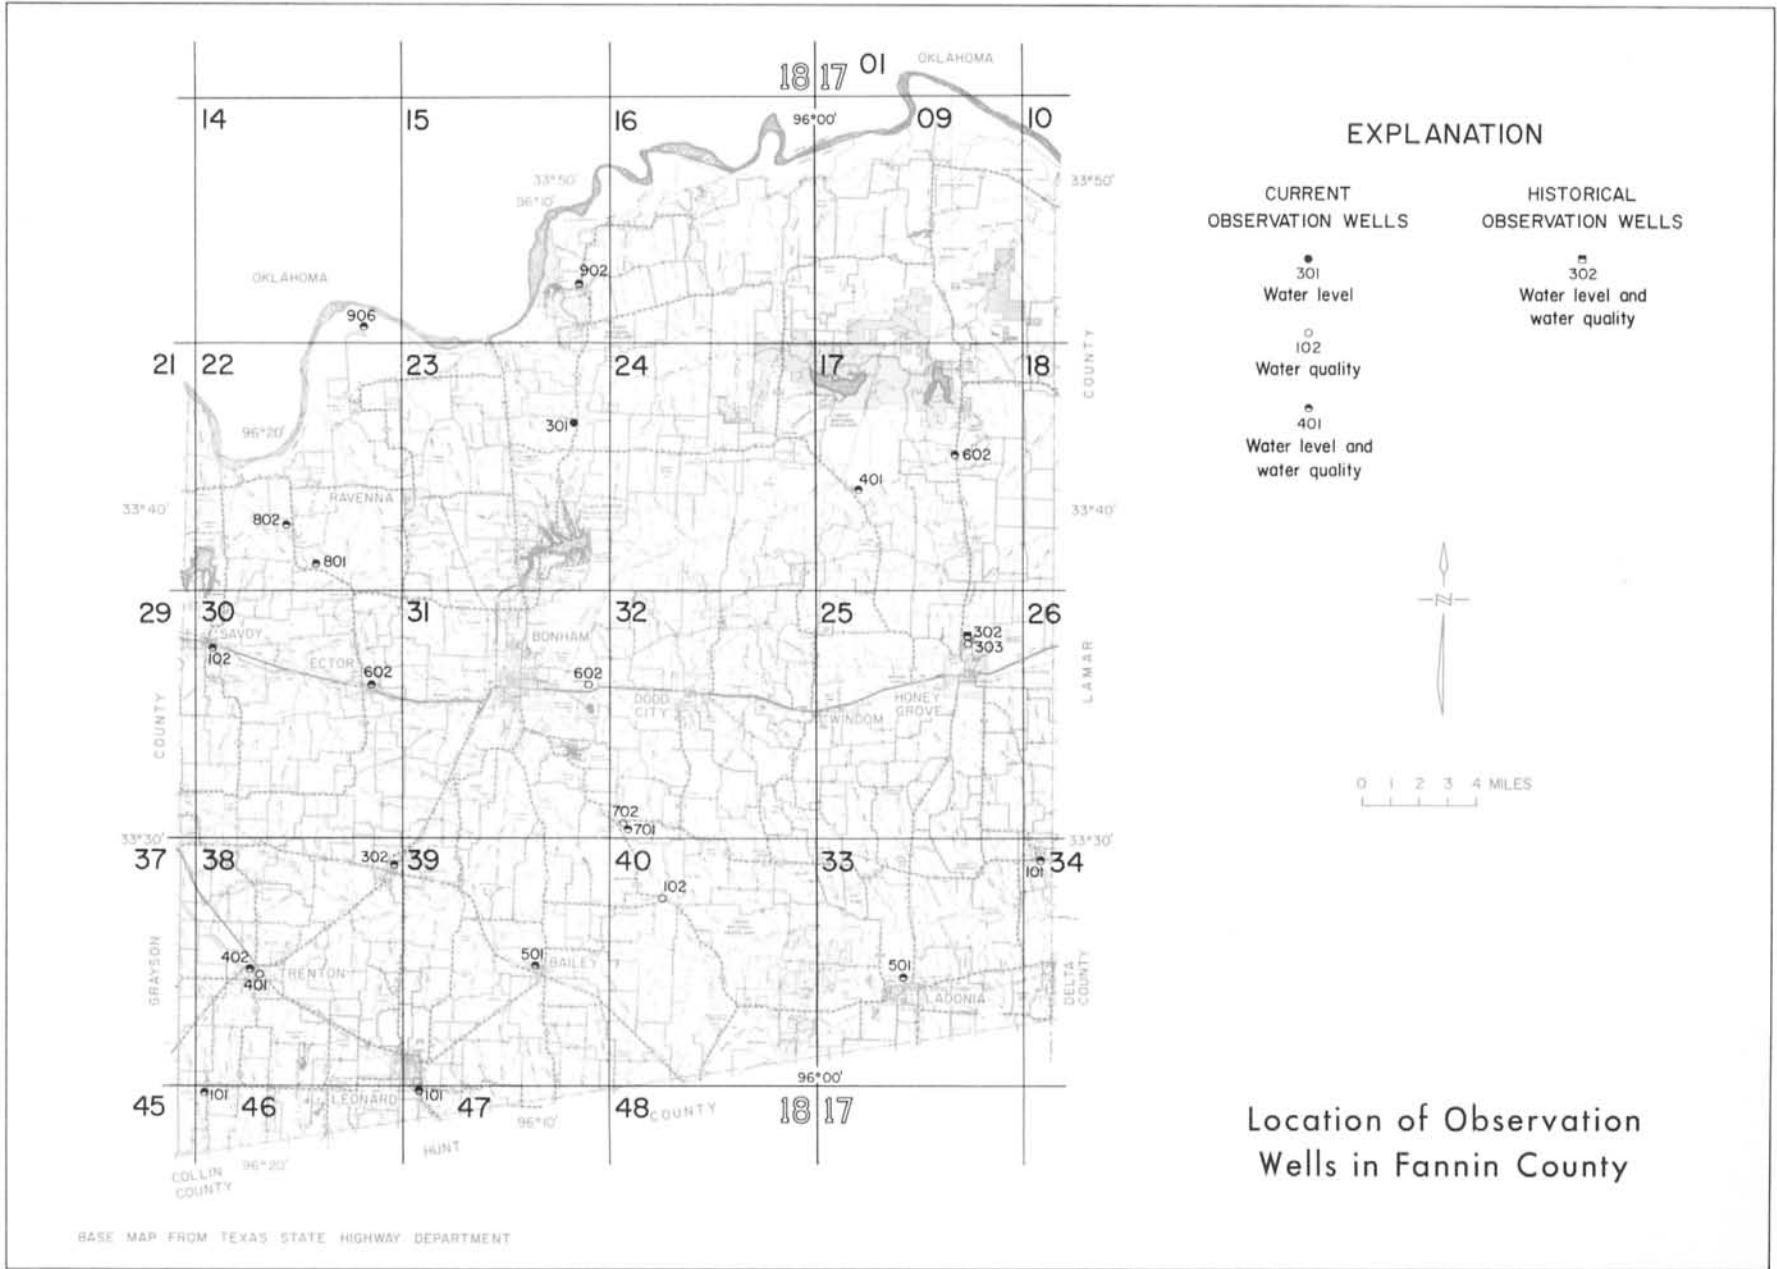 OKLAHOMA
18 17 01
14 15 16 96°00' 09 10
33°50' 33°50'
96°10'
902
OKLAHOMA
906
21 22 23 24 17 18
COUNTY
301
96°20'
602
401
RAVENNA
33°40' 33°40'
802
801
29 30 31 32 25 26
SAVOY BONHAM 302
303
102 ECTOR
602 602
LAMAR
DODD
CITY
HONEY
GROVE
WINDOM
COUNTY
702
701
33°30' 33°30'
37 38 302 39 40 33 101 34
102
402 501 501
401 TRENTON BAILEY
GRAYSON
LADONIA
DELTA
COUNTY
96°00'
101 101
LEONARD
45 46 47 48 18 17
96°10' COUNTY
HUNT
96°20'
COLLIN
COUNTY
BASE MAP FROM TEXAS STATE HIGHWAY DEPARTMENT
EXPLANATION
CURRENT
OBSERVATION WELLS
301
Water level
102
Water quality
401
Water level and
water quality
HISTORICAL
OBSERVATION WELLS
302
Water level and
water quality
N
0 1 2 3 4 MILES
Location of Observation
Wells in Fannin County